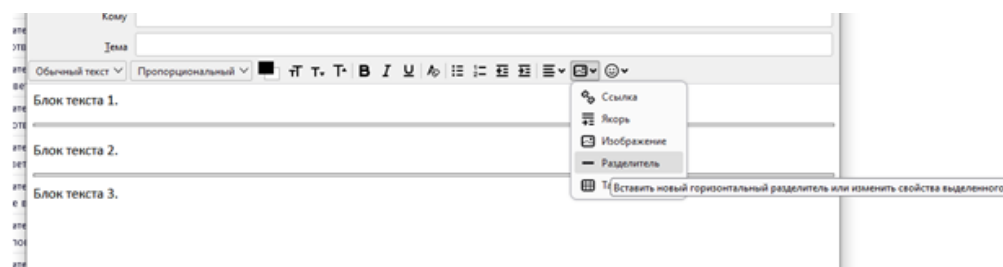 Кому
Тема
Обычный текст Пропорциональный
Блок текста 1.
Ссылка
Якорь
Изображение
Блок текста 2.
Разделитель
Вставить новый горизонтальный разделитель или изменить свойства выделенного
Блок текста 3.